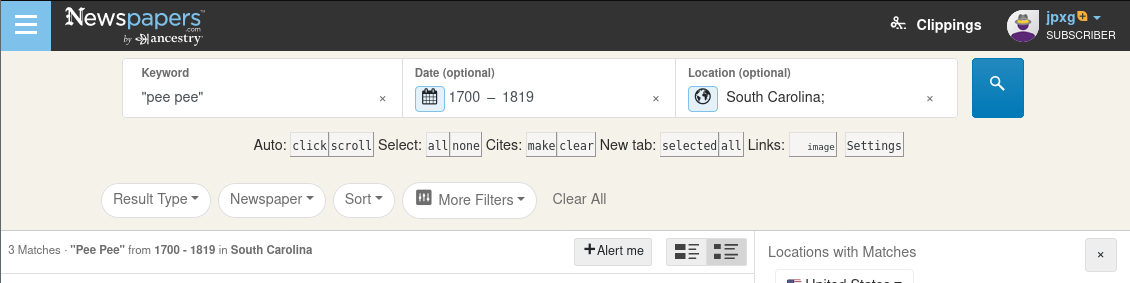 Newspapers.com
by Ancestry
Clippings
jpxg
SUBSCRIBER
Keyword
"pee pee" ×
Date (optional)
1700 – 1819 ×
Location (optional)
South Carolina; ×
Auto: click scroll Select: all none Cites: make clear New tab: selected all Links: image Settings
Result Type Newspaper Sort More Filters Clear All
3 Matches · "Pee Pee" from 1700 - 1819 in South Carolina
+Alert me
Locations with Matches ×
United States